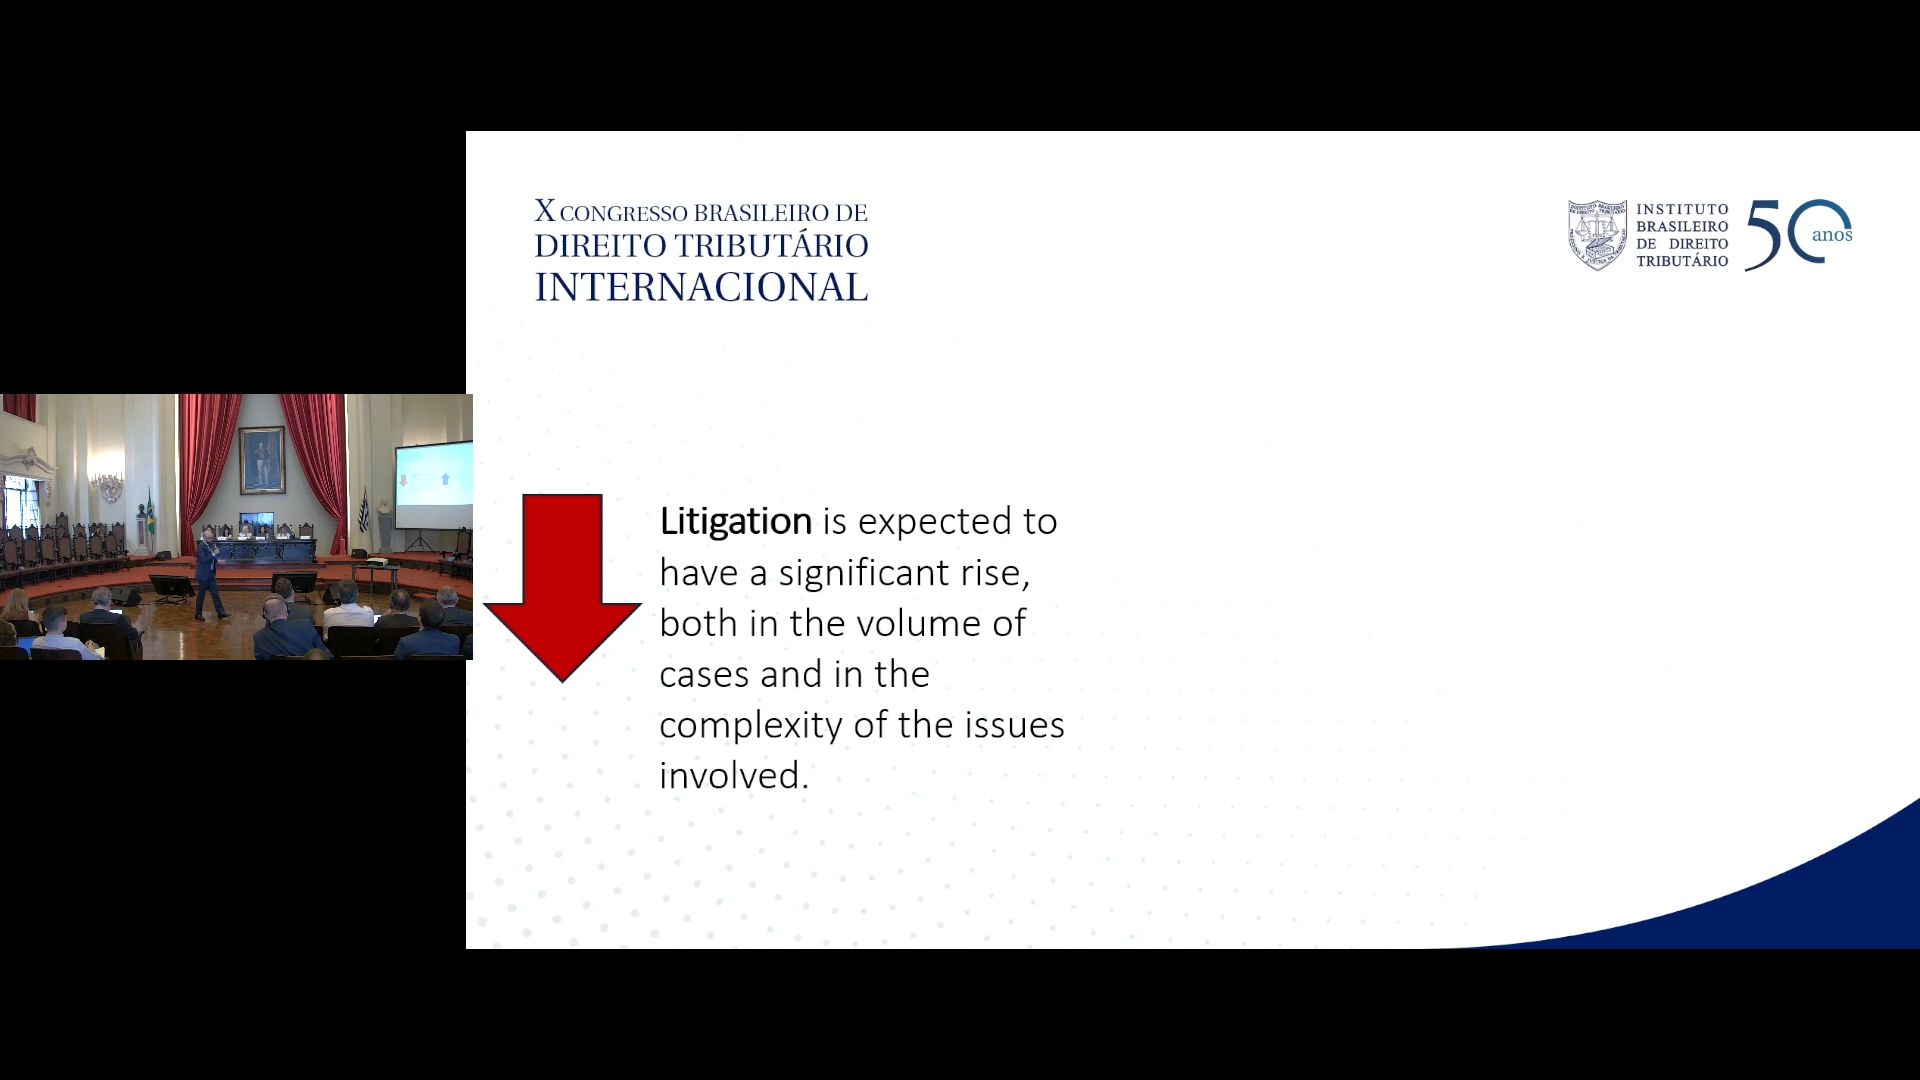 X CONGRESSO BRASILEIRO DE
DIREITO TRIBUTÁRIO
INTERNACIONAL
INSTITUTO
BRASILEIRO
DE DIREITO
TRIBUTÁRIO
50
anos
Litigation is expected to
have a significant rise,
both in the volume of
cases and in the
complexity of the issues
involved.